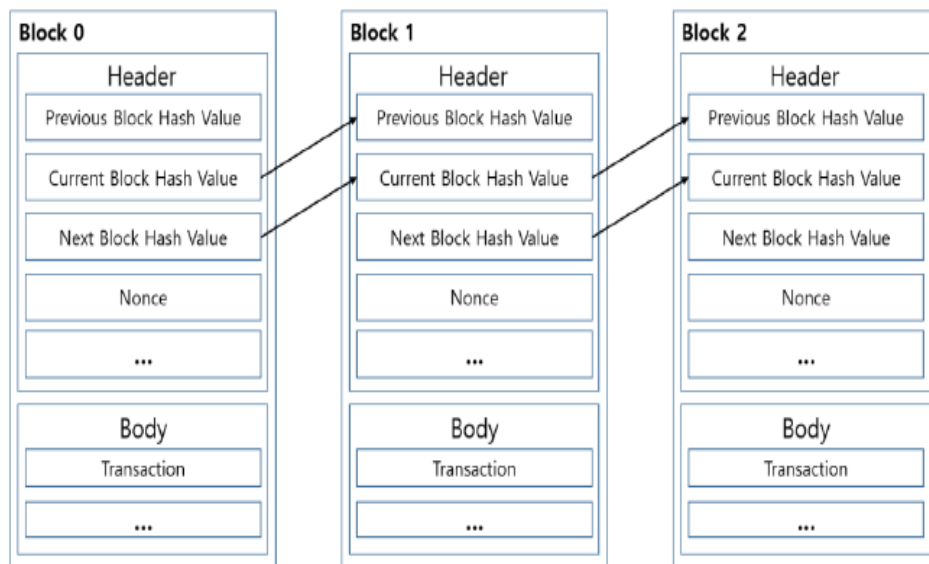 Block 0
Header
Previous Block Hash Value
Current Block Hash Value
Next Block Hash Value
Nonce
...
Body
Transaction
...
Block 1
Header
Previous Block Hash Value
Current Block Hash Value
Next Block Hash Value
Nonce
...
Body
Transaction
...
Block 2
Header
Previous Block Hash Value
Current Block Hash Value
Next Block Hash Value
Nonce
...
Body
Transaction
...